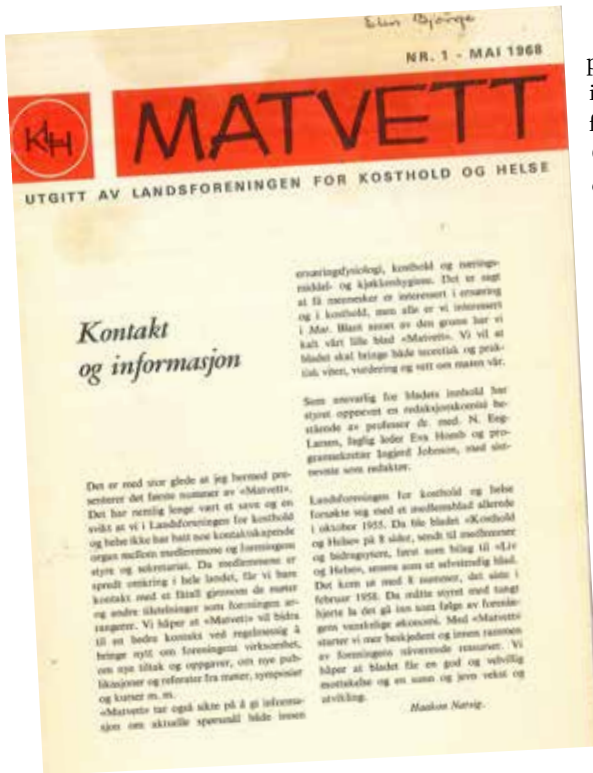 Elin Bjørge
NR. 1 - MAI 1968
KLH
MATVETT
UTGITT AV LANDSFORENINGEN FOR KOSTHOLD OG HELSE
Kontakt
og informasjon
Det er med stor glede at jeg hermed pre-
senterer det første nummer av «Matvett».
Det har nemlig lenge vært et savn og en
svikt at vi i Landsforeningen for kosthold
og helse ikke har hatt noe kontaktskapende
organ mellom medlemmene og foreningens
styre og sekretariat. Da medlemmene er
spredt omkring i hele landet, får vi bare
kontakt med et fåtall gjennom de møter
og andre tilstelninger som foreningen ar-
rangerer. Vi håper at «Matvett» vil bidra
til en bedre kontakt ved regelmessig å
bringe nytt om foreningens virksomhet,
om nye tiltak og oppgaver, om nye pub-
likasjoner og referater fra møter, symposier
og kurser m. m.
«Matvett» tar også sikte på å gi informa-
sjon om aktuelle spørsmål både innen
ernæringsfysiologi, kosthold og nærings-
middel- og kjøkkenhygiene. Det er sagt
at få mennesker er interessert i ernæring
og i kosthold, men alle er vi interessert
i Mat. Blant annet av den grunn har vi
kalt vårt lille blad «Matvett». Vi vil at
bladet skal bringe både teoretisk og prak-
tisk viten, vurdering og vett om maten vår.
Som ansvarlig for bladets innhold har
styret oppnevnt en redaksjonskomité be-
stående av professor dr. med. N. Eeg-
Larsen, faglig leder Eva Homb og pro-
gramsekretær Ingjerd Johnson, med sist-
nevnte som redaktør.
Landsforeningen for kosthold og helse
forsøkte seg med et medlemsblad allerede
i oktober 1955. Da ble bladet «Kosthold
og Helse» på 8 sider, sendt til medlemmer
og bidragsytere, først som bilag til «Liv
og Helse», senere som et selvstendig blad.
Det kom ut med 8 nummer, det siste i
februar 1958. Da måtte styret med tungt
hjerte la det gå inn som følge av forenin-
gens vanskelige økonomi. Med «Matvett»
starter vi mer beskjedent og innen rammen
av foreningens nåværende ressurser. Vi
håper at bladet får en god og velvillig
mottakelse og en sunn og jevn vekst og
utvikling.
Haakon Natvig.